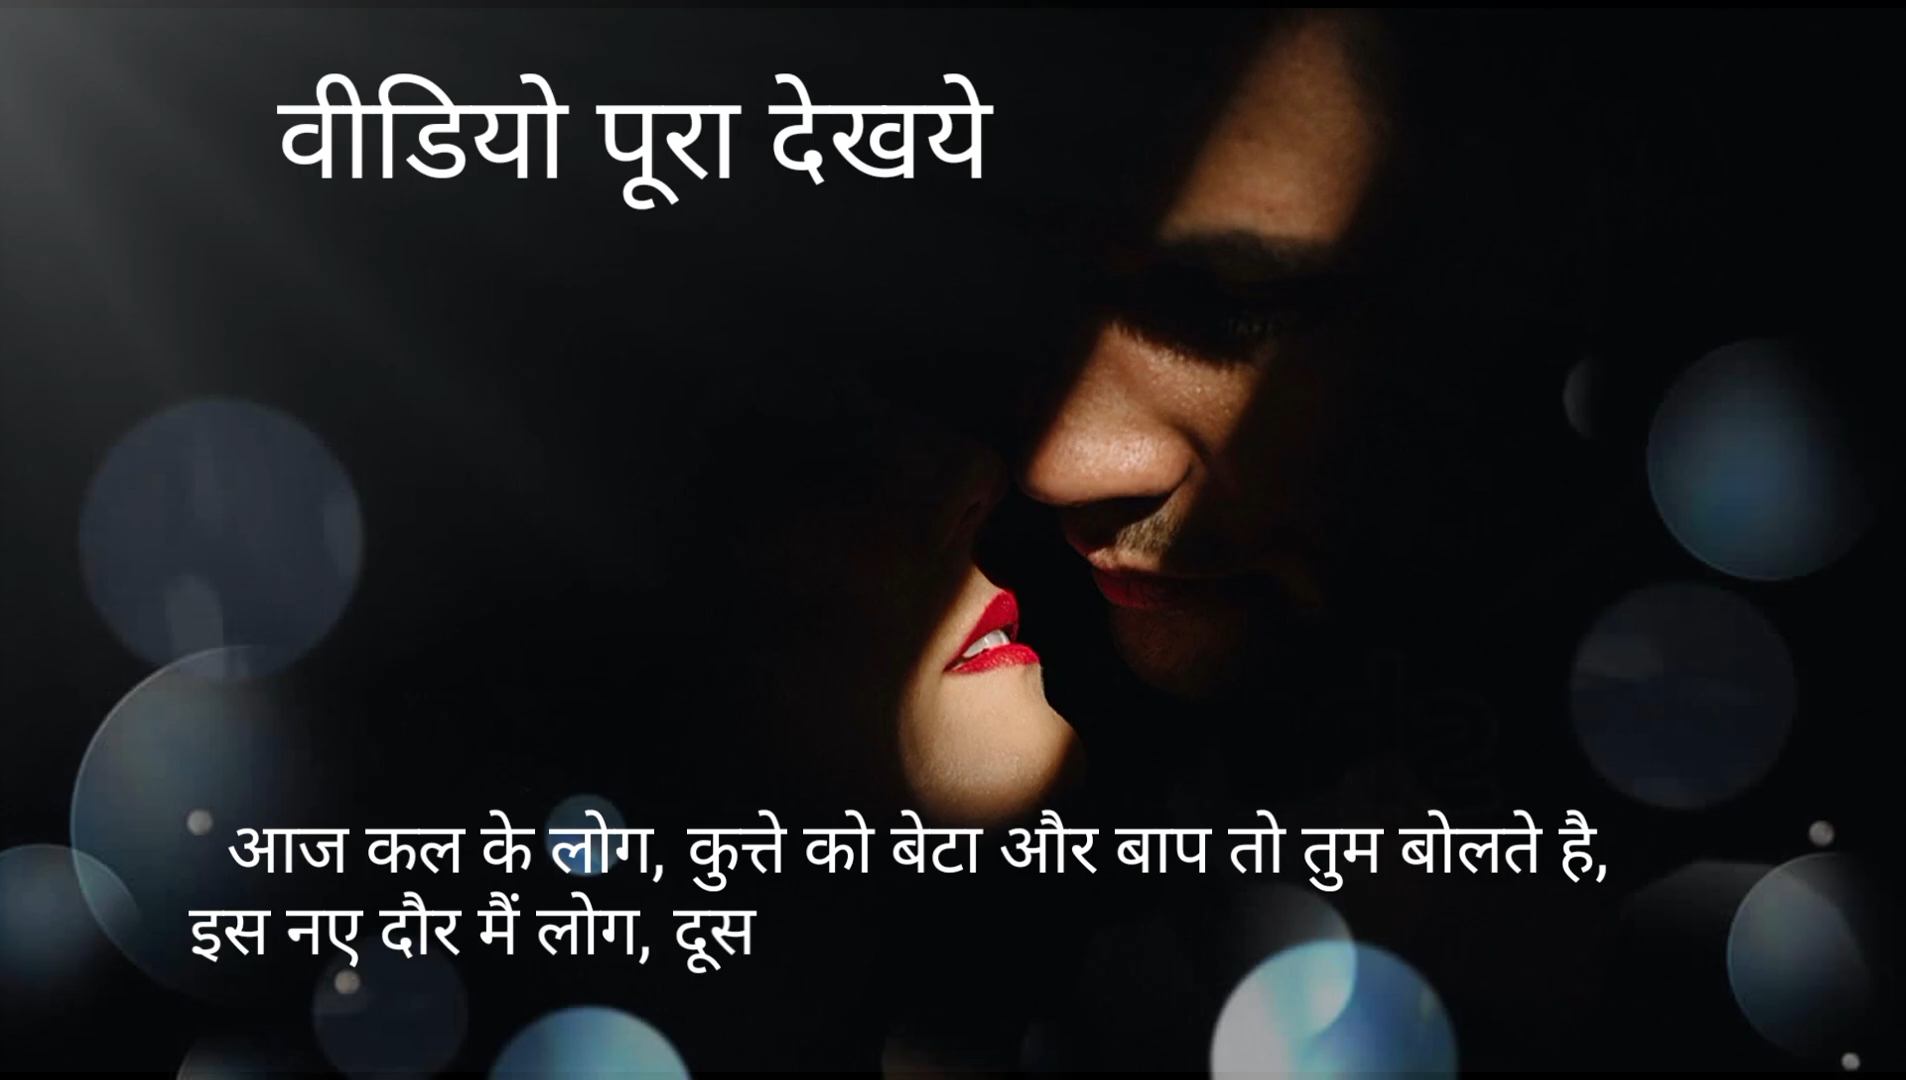 वीडियो पूरा देखये
आज कल के लोग, कुत्ते को बेटा और बाप तो तुम बोलते है,
इस नए दौर मैं लोग, दूस